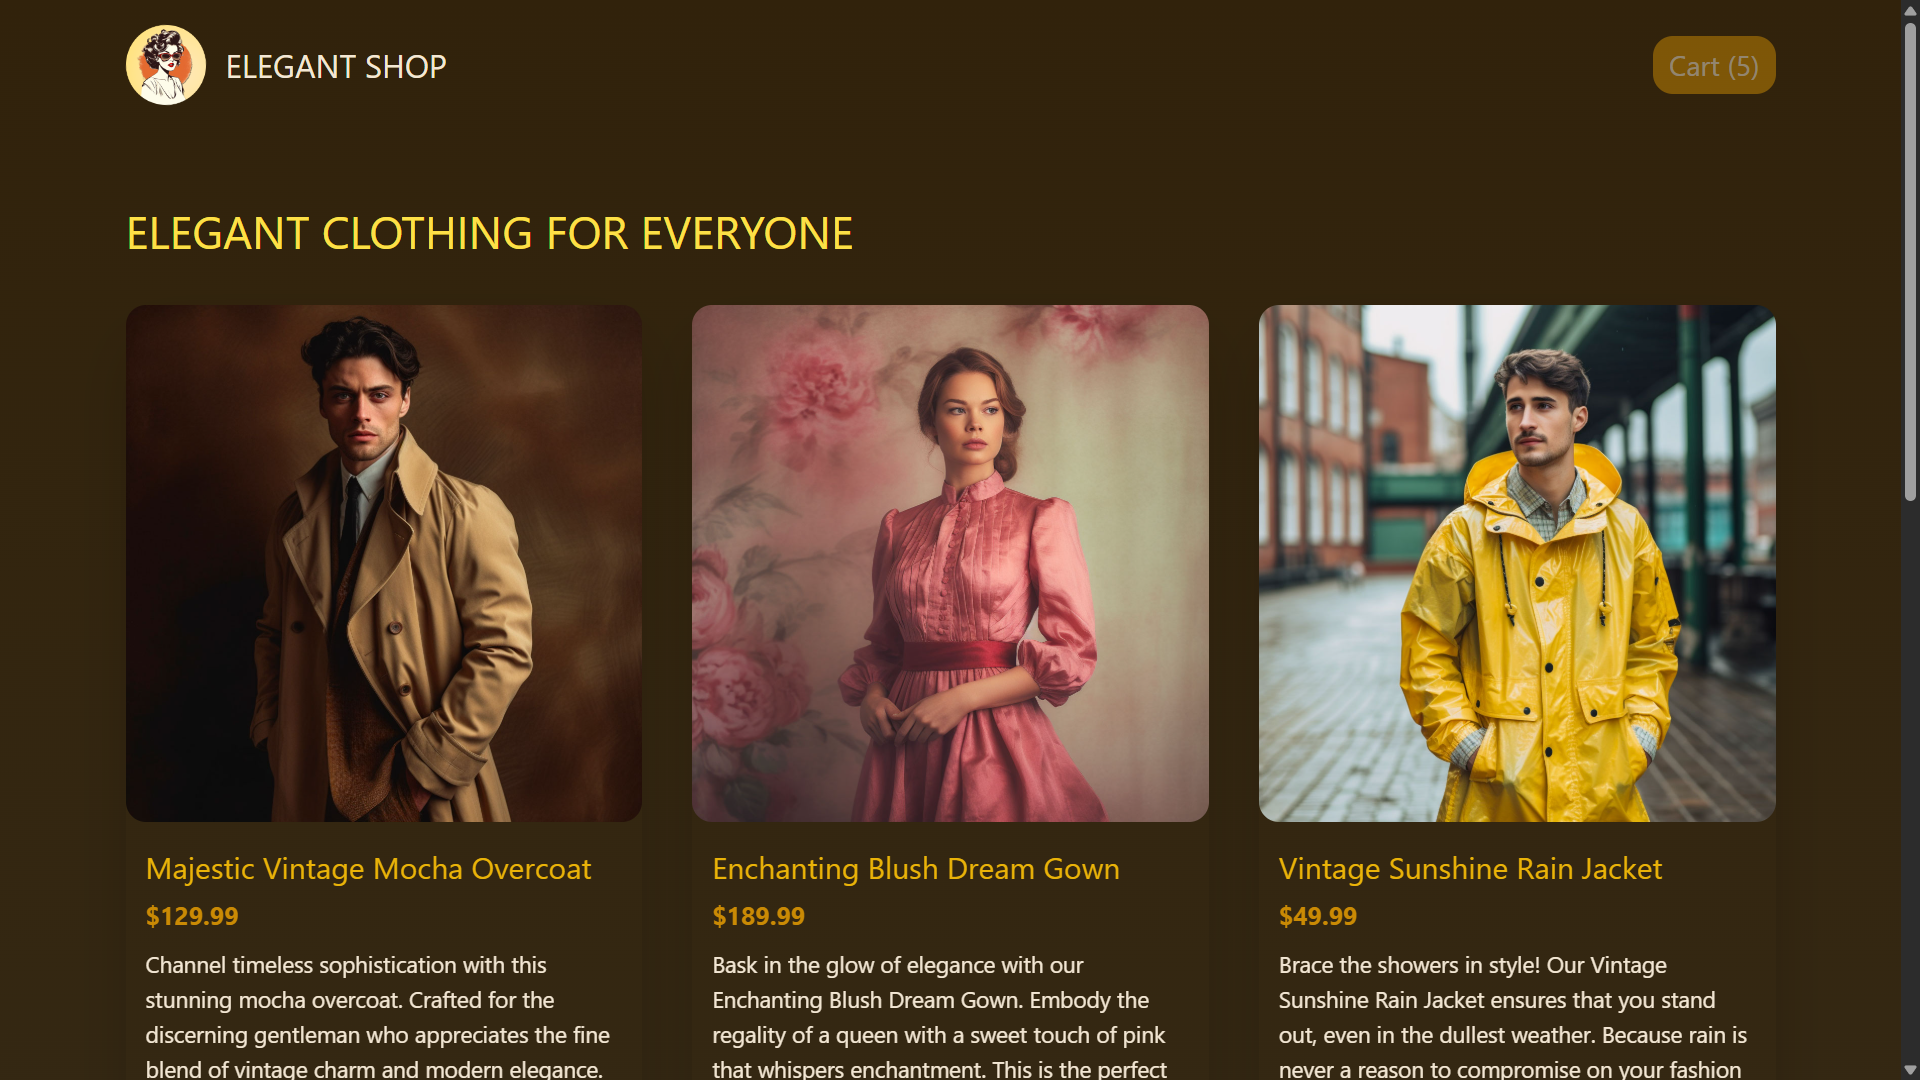 ELEGANT SHOP
Cart (5)
ELEGANT CLOTHING FOR EVERYONE
Majestic Vintage Mocha Overcoat
$129.99
Channel timeless sophistication with this
stunning mocha overcoat. Crafted for the
discerning gentleman who appreciates the fine
blend of vintage charm and modern elegance.
Enchanting Blush Dream Gown
$189.99
Bask in the glow of elegance with our
Enchanting Blush Dream Gown. Embody the
regality of a queen with a sweet touch of pink
that whispers enchantment. This is the perfect
Vintage Sunshine Rain Jacket
$49.99
Brace the showers in style! Our Vintage
Sunshine Rain Jacket ensures that you stand
out, even in the dullest weather. Because rain is
never a reason to compromise on your fashion